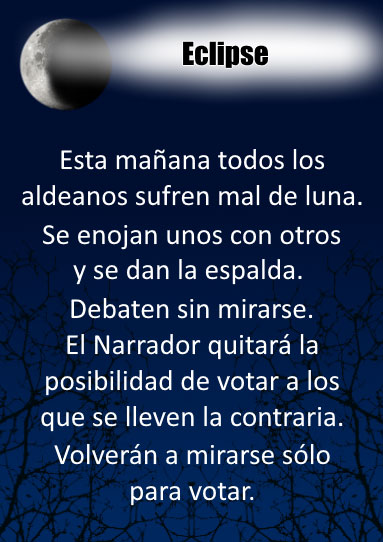 Eclipse
Esta mañana todos los
aldeanos sufren mal de luna.
Se enojan unos con otros
y se dan la espalda.
Debaten sin mirarse.
El Narrador quitará la
posibilidad de votar a los
que se lleven la contraria.
Volverán a mirarse sólo
para votar.